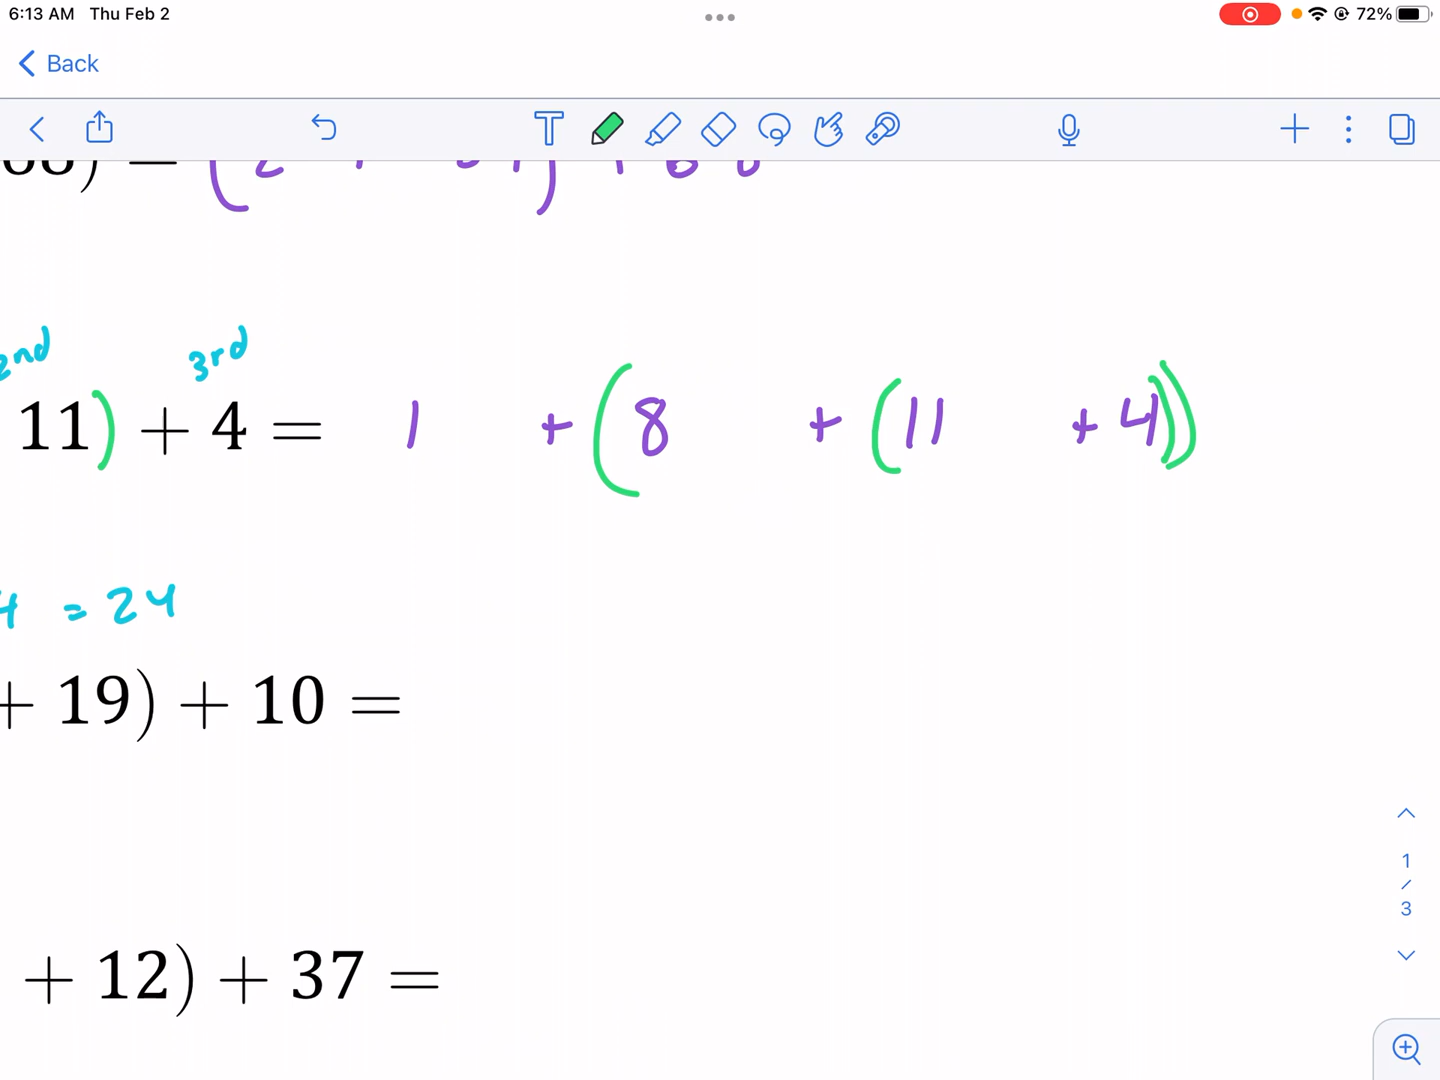 6:13 AM Thu Feb 2
72%
Back
2nd
3rd
11) + 4 = 1 + (8 + (11 + 4))
4 = 24
+ 19) + 10 =
1
/
3
+ 12) + 37 =